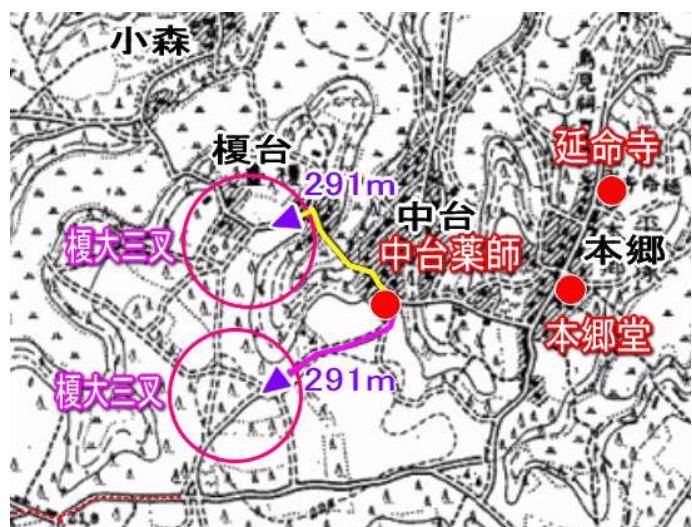 小森
榎台
291m
中台
中台薬師
延命寺
本郷
本郷堂
榎大三叉
榎大三叉
291m